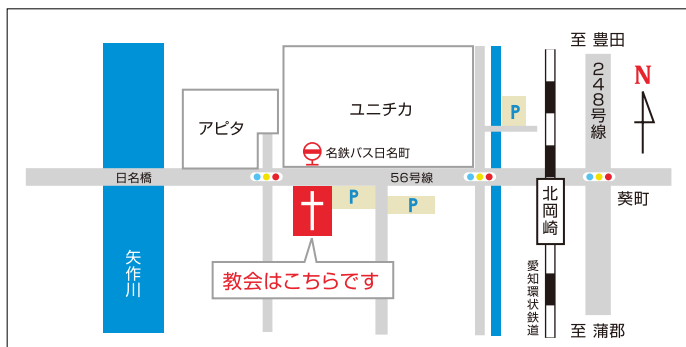 至 豊田
248号線
N
ユニチカ
P
アピタ
名鉄バス日名町
日名橋
56号線
P
P
葵町
北岡崎
矢作川
教会はこちらです
愛知環状鉄道
至 蒲郡